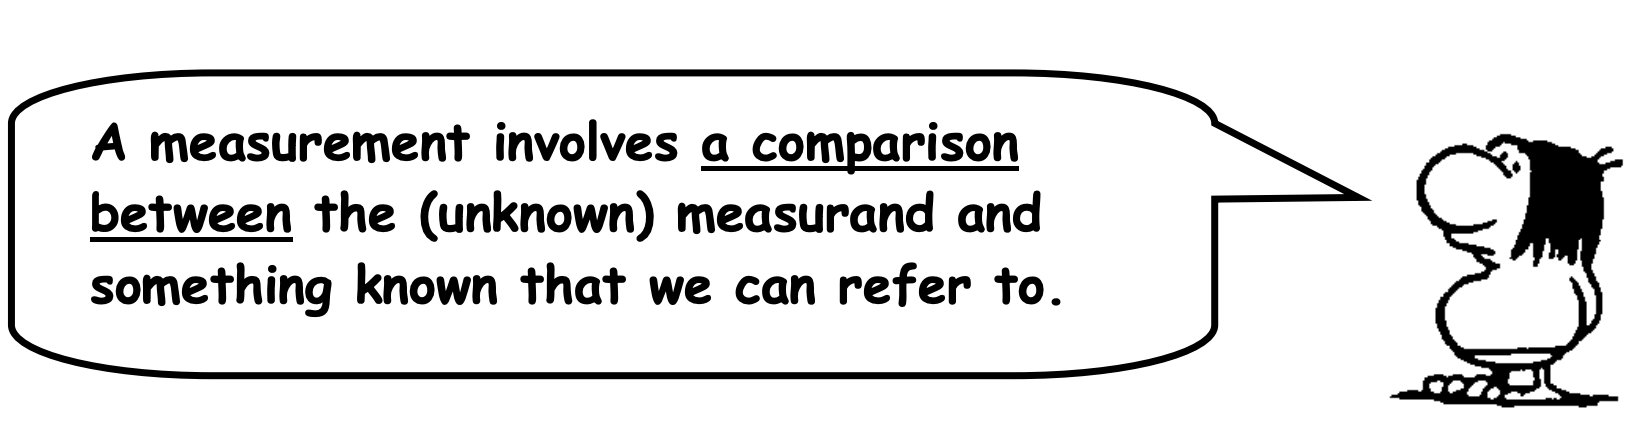 A measurement involves a comparison
between the (unknown) measurand and
something known that we can refer to.